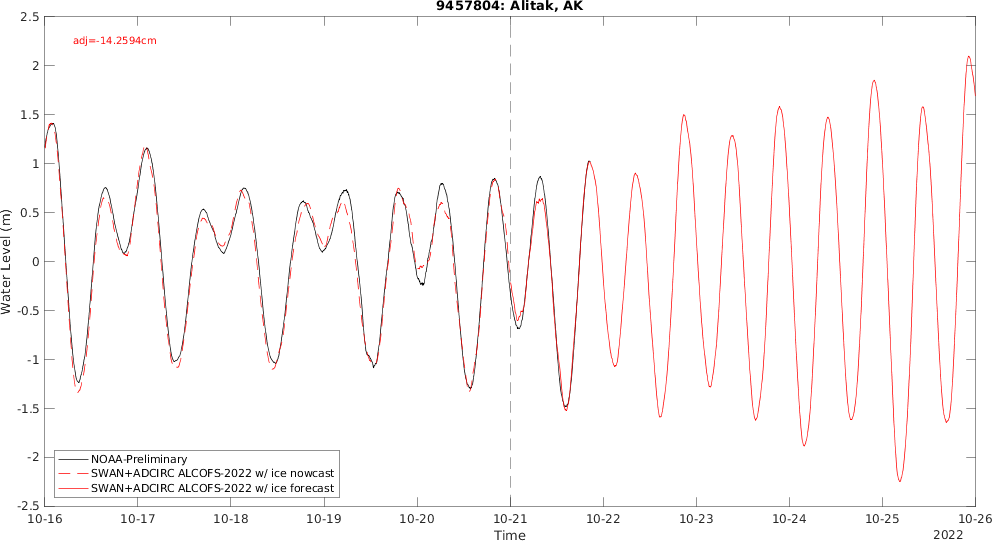 9457804: Alitak, AK
adj=-14.2594cm
2.5
2
1.5
1
0.5
0
-0.5
-1
-1.5
-2
-2.5
Water Level (m)
NOAA-Preliminary
SWAN+ADCIRC ALCOFS-2022 w/ ice nowcast
SWAN+ADCIRC ALCOFS-2022 w/ ice forecast
10-16 10-17 10-18 10-19 10-20 10-21 10-22 10-23 10-24 10-25 10-26
Time
2022